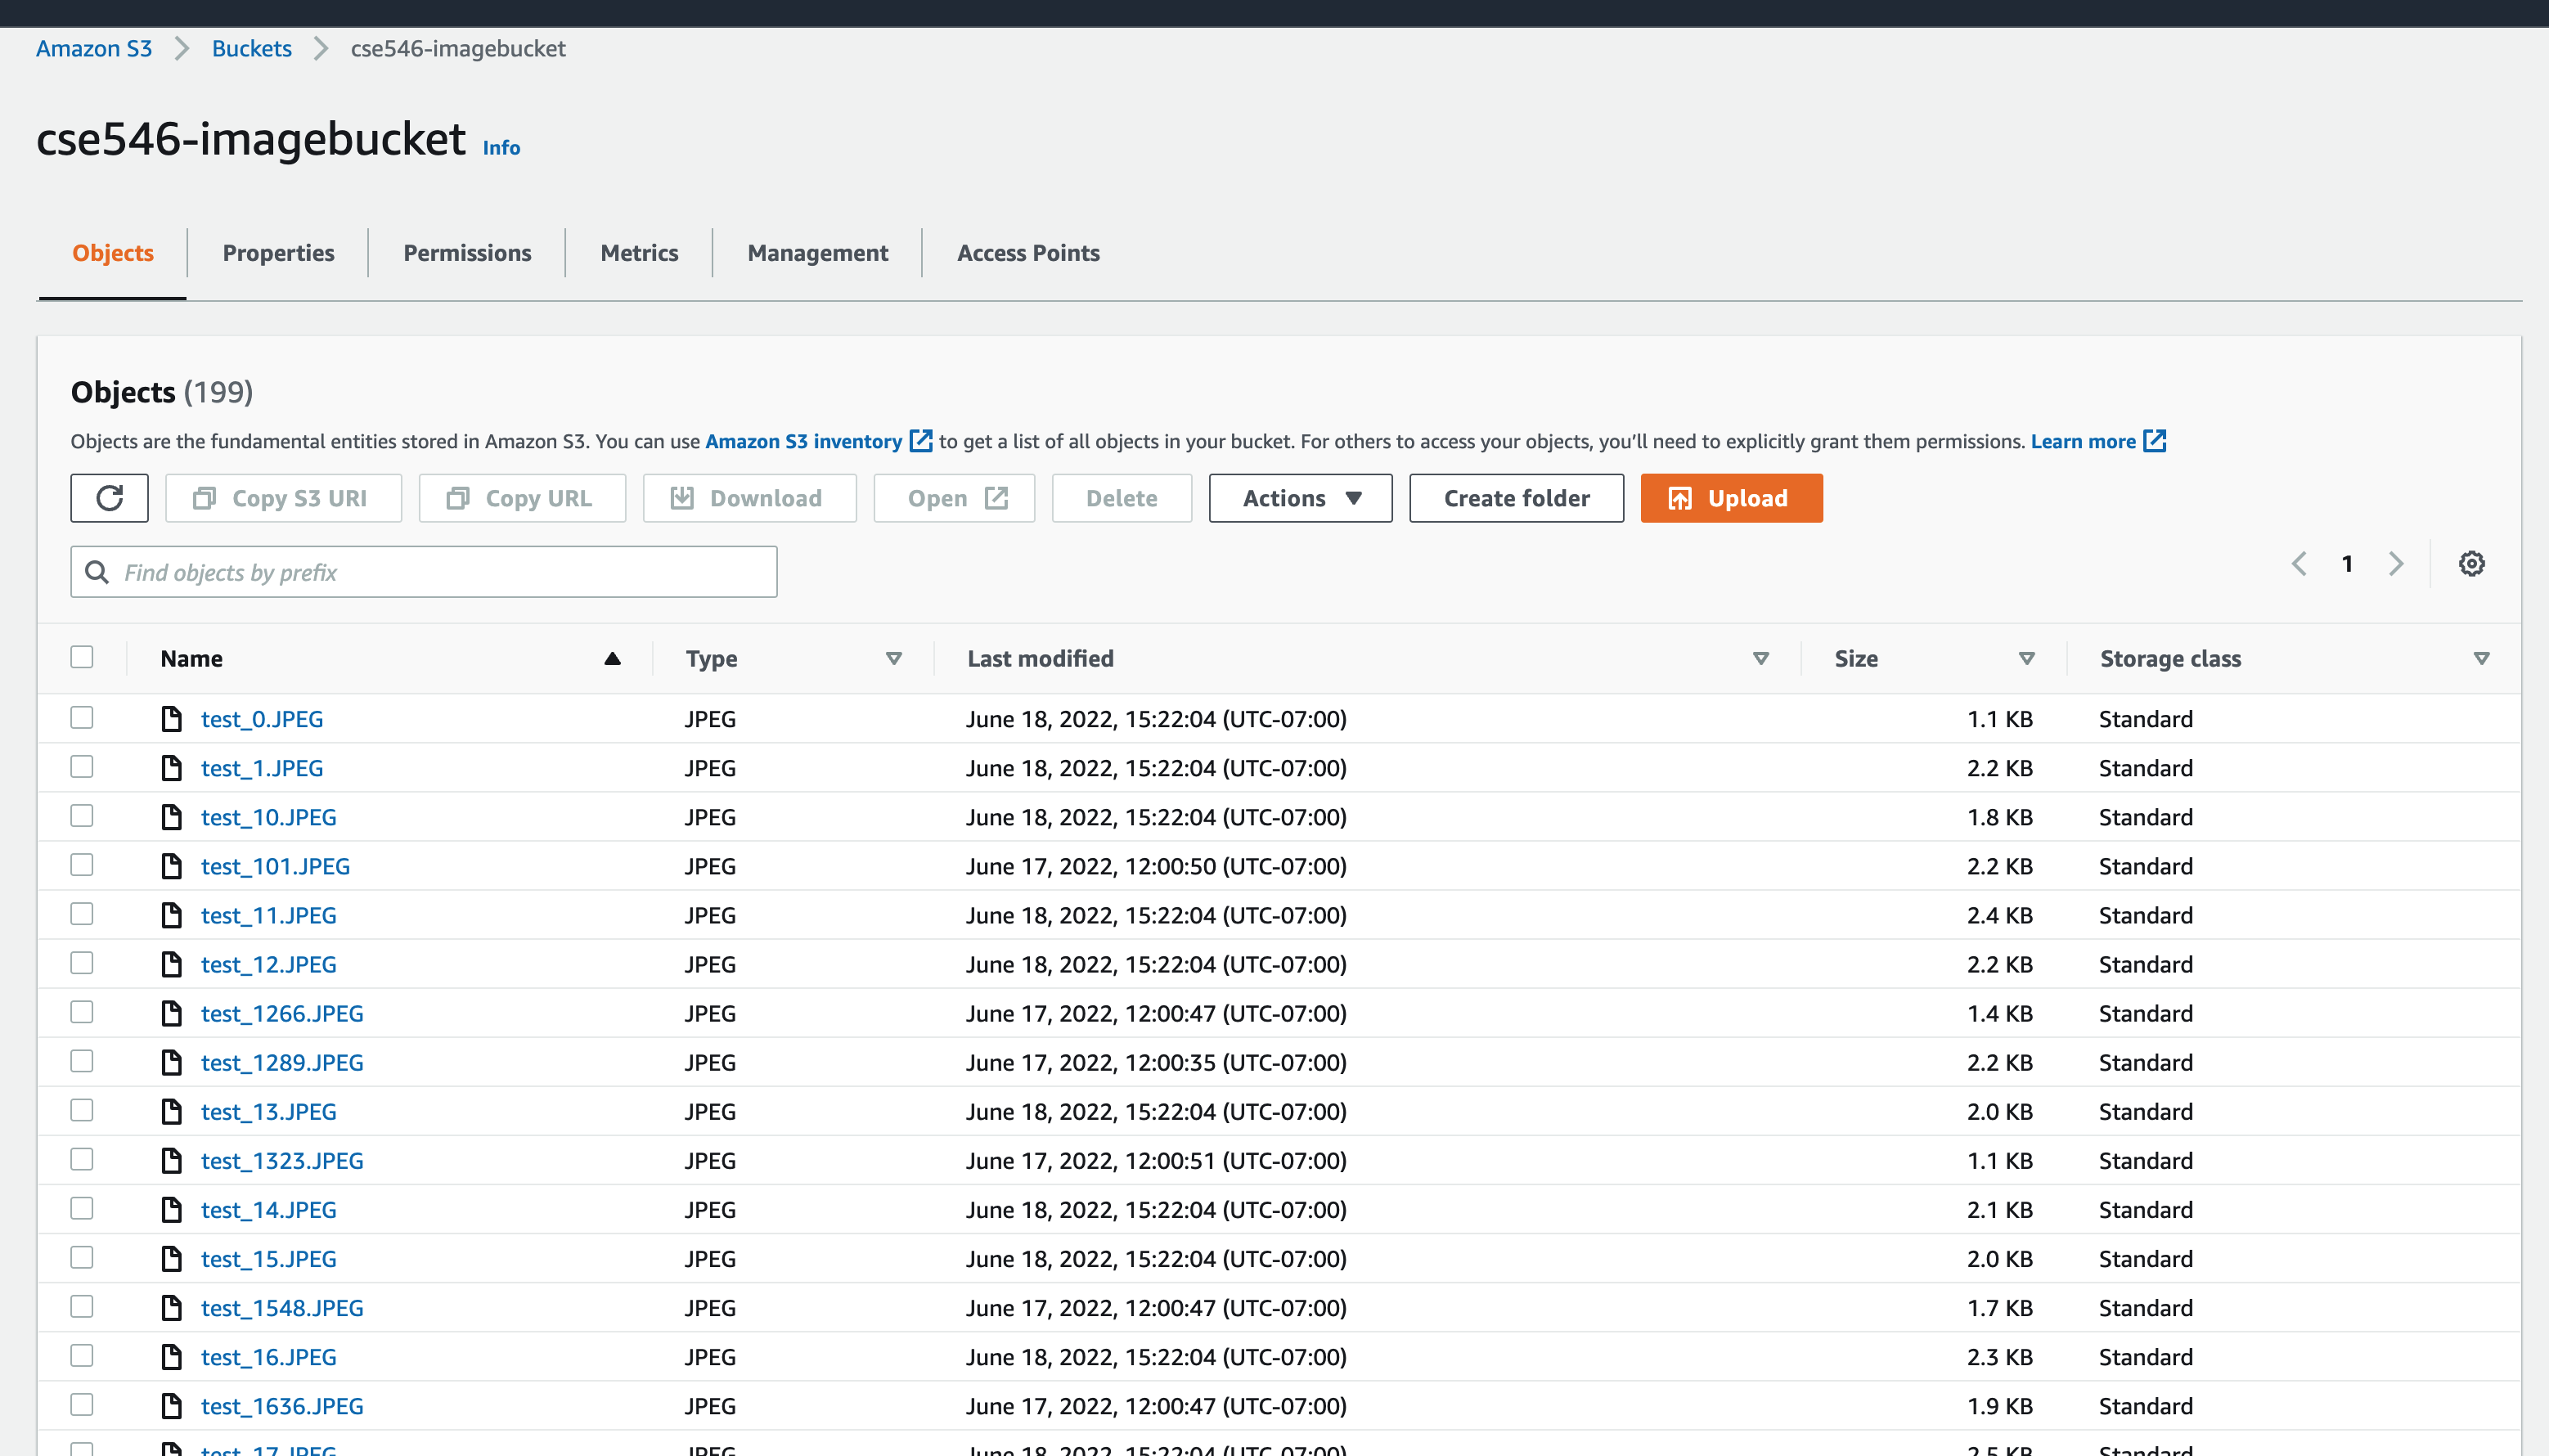 Amazon S3 > Buckets > cse546-imagebucket
cse546-imagebucket Info
Objects Properties Permissions Metrics Management Access Points
Objects (199)
Objects are the fundamental entities stored in Amazon S3. You can use Amazon S3 inventory to get a list of all objects in your bucket. For others to access your objects, you’ll need to explicitly grant them permissions. Learn more
Copy S3 URI Copy URL Download Open Delete Actions Create folder Upload
Find objects by prefix 1
Name Type Last modified Size Storage class
test_0.JPEG JPEG June 18, 2022, 15:22:04 (UTC-07:00) 1.1 KB Standard
test_1.JPEG JPEG June 18, 2022, 15:22:04 (UTC-07:00) 2.2 KB Standard
test_10.JPEG JPEG June 18, 2022, 15:22:04 (UTC-07:00) 1.8 KB Standard
test_101.JPEG JPEG June 17, 2022, 12:00:50 (UTC-07:00) 2.2 KB Standard
test_11.JPEG JPEG June 18, 2022, 15:22:04 (UTC-07:00) 2.4 KB Standard
test_12.JPEG JPEG June 18, 2022, 15:22:04 (UTC-07:00) 2.2 KB Standard
test_1266.JPEG JPEG June 17, 2022, 12:00:47 (UTC-07:00) 1.4 KB Standard
test_1289.JPEG JPEG June 17, 2022, 12:00:35 (UTC-07:00) 2.2 KB Standard
test_13.JPEG JPEG June 18, 2022, 15:22:04 (UTC-07:00) 2.0 KB Standard
test_1323.JPEG JPEG June 17, 2022, 12:00:51 (UTC-07:00) 1.1 KB Standard
test_14.JPEG JPEG June 18, 2022, 15:22:04 (UTC-07:00) 2.1 KB Standard
test_15.JPEG JPEG June 18, 2022, 15:22:04 (UTC-07:00) 2.0 KB Standard
test_1548.JPEG JPEG June 17, 2022, 12:00:47 (UTC-07:00) 1.7 KB Standard
test_16.JPEG JPEG June 18, 2022, 15:22:04 (UTC-07:00) 2.3 KB Standard
test_1636.JPEG JPEG June 17, 2022, 12:00:47 (UTC-07:00) 1.9 KB Standard
test_17.JPEG JPEG June 18, 2022, 15:22:04 (UTC-07:00) 2.5 KB Standard